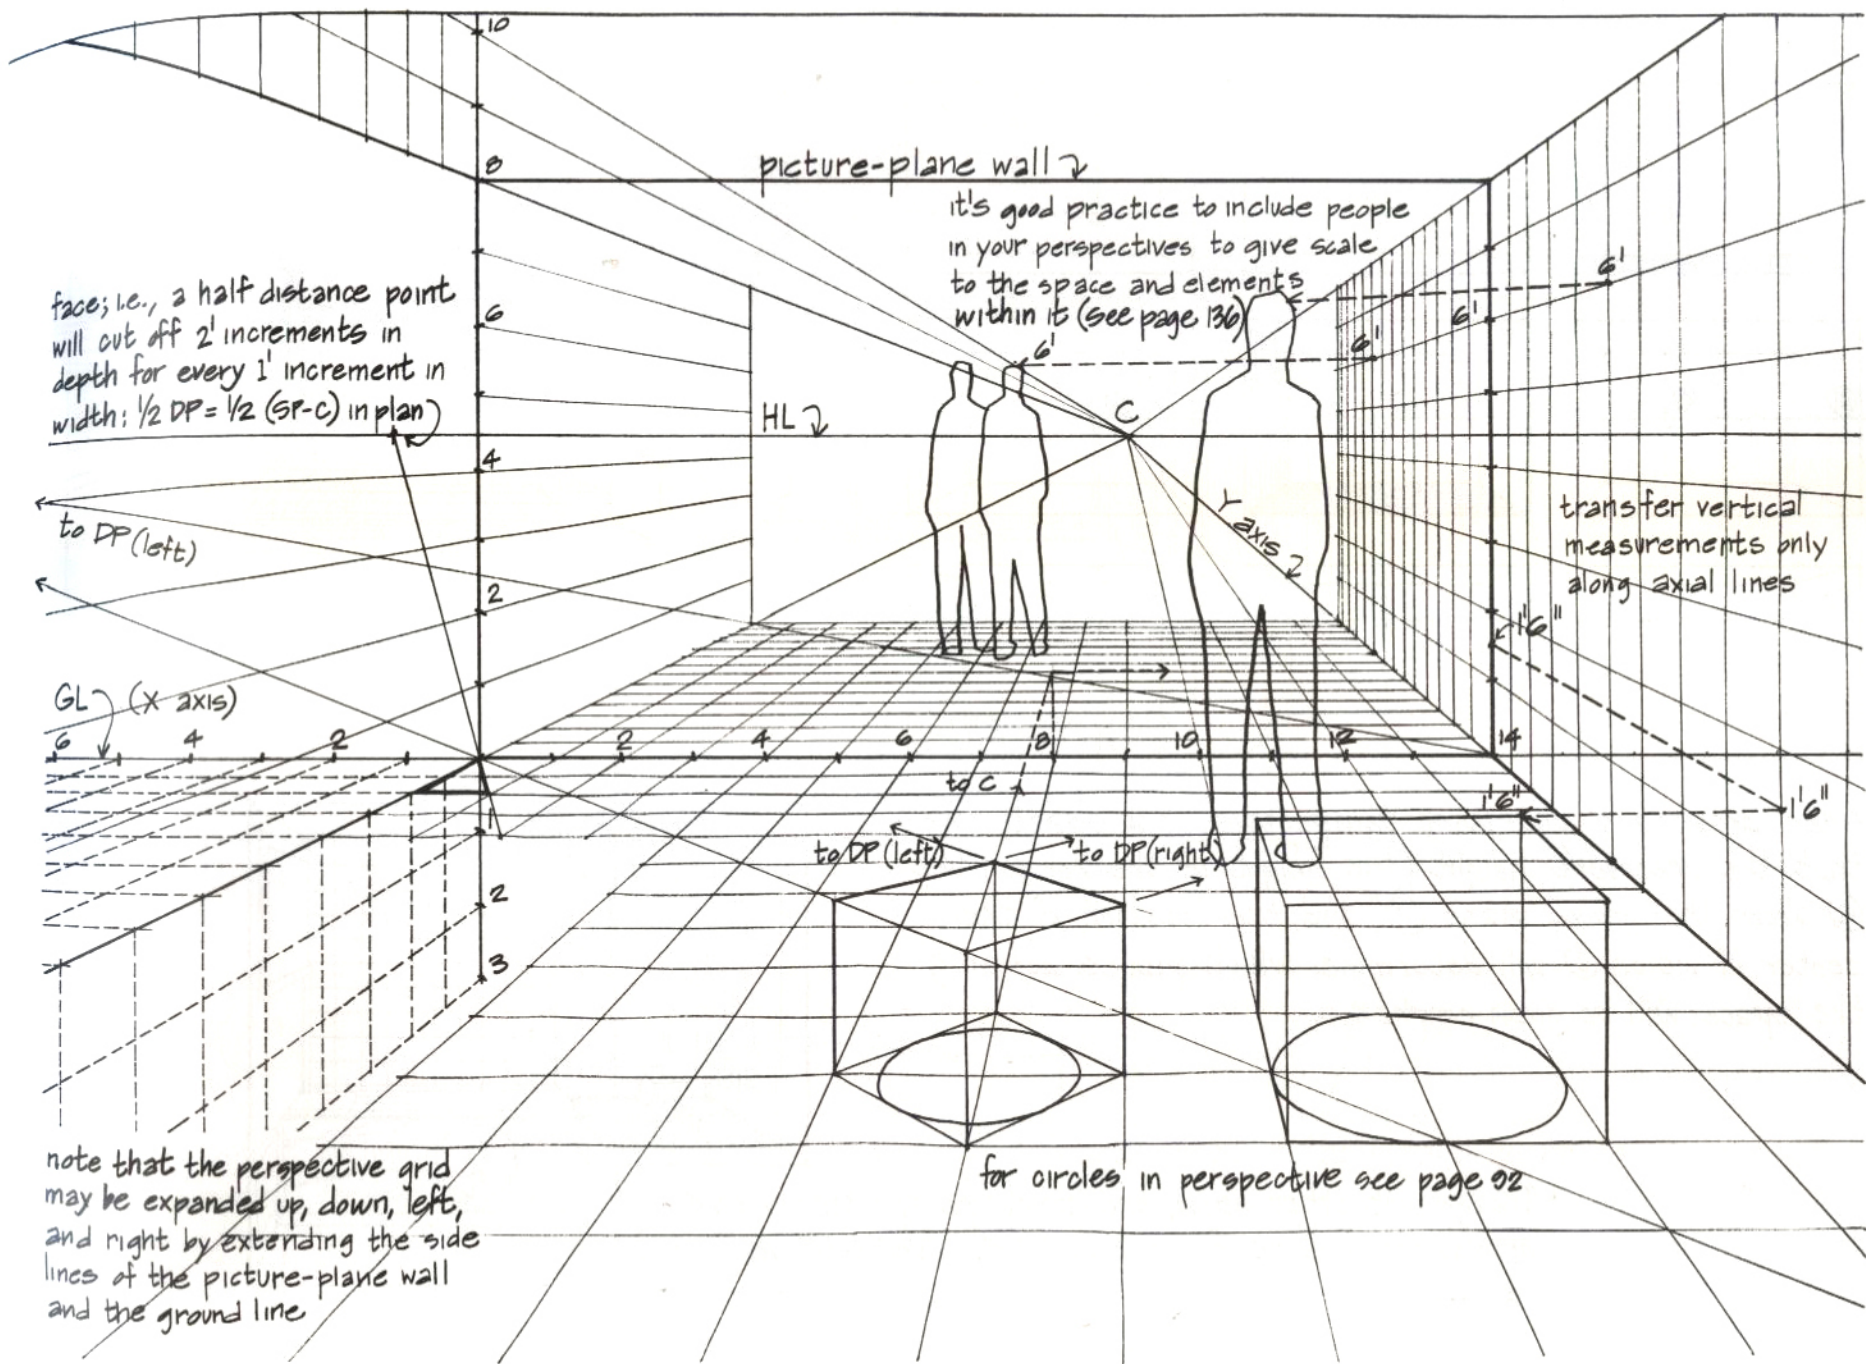 10
8
picture-plane wall
it's good practice to include people
in your perspectives to give scale
to the space and elements
within it (see page 136)
face; i.e., a half distance point
will cut off 2' increments in
depth for every 1' increment in
width: 1/2 DP = 1/2 (SP-C) in plan
6
6'
6'
6'
6'
HL
C
4
to DP (left)
Y axis
transfer vertical
measurements only
along axial lines
2
1'6"
GL (X axis)
6
4
2
2
4
6
8
10
12
14
to C
1'6"
1'6"
1
to DP (left)
to DP (right)
2
3
note that the perspective grid
may be expanded up, down, left,
and right by extending the side
lines of the picture-plane wall
and the ground line
for circles in perspective see page 92